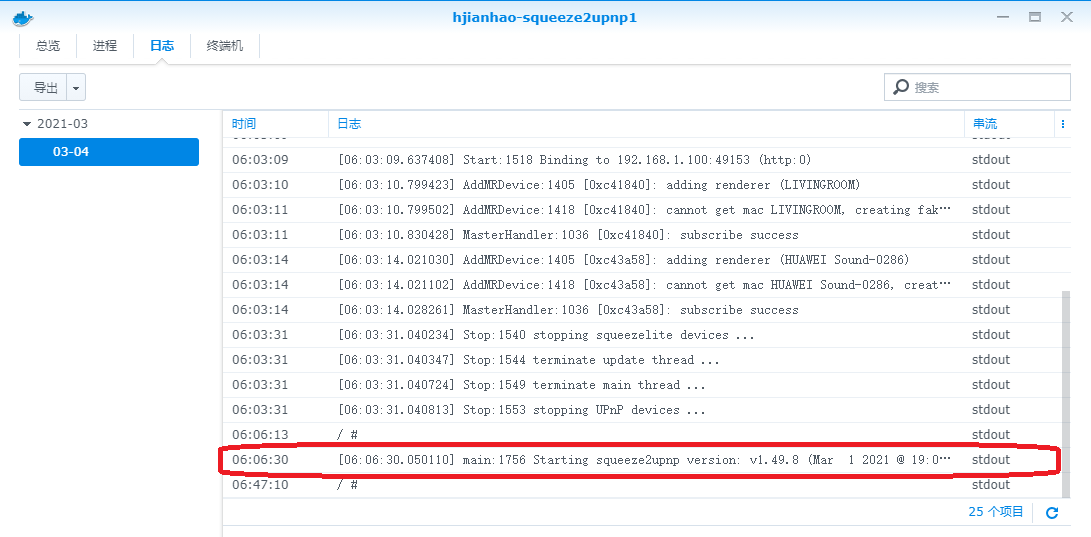 hjianhao-squeeze2upnp1
总览 进程 日志 终端机
导出 搜索
2021-03
03-04
时间 日志 串流
06:03:09 [06:03:09.637408] Start:1518 Binding to 192.168.1.100:49153 (http:0) stdout
06:03:10 [06:03:10.799423] AddMRDevice:1405 [0xc41840]: adding renderer (LIVINGROOM) stdout
06:03:11 [06:03:10.799502] AddMRDevice:1418 [0xc41840]: cannot get mac LIVINGROOM, creating fak… stdout
06:03:11 [06:03:10.830428] MasterHandler:1036 [0xc41840]: subscribe success stdout
06:03:14 [06:03:14.021030] AddMRDevice:1405 [0xc43a58]: adding renderer (HUAWEI Sound-0286) stdout
06:03:14 [06:03:14.021102] AddMRDevice:1418 [0xc43a58]: cannot get mac HUAWEI Sound-0286, creat… stdout
06:03:14 [06:03:14.028261] MasterHandler:1036 [0xc43a58]: subscribe success stdout
06:03:31 [06:03:31.040234] Stop:1540 stopping squeezelite devices ... stdout
06:03:31 [06:03:31.040347] Stop:1544 terminate update thread ... stdout
06:03:31 [06:03:31.040724] Stop:1549 terminate main thread ... stdout
06:03:31 [06:03:31.040813] Stop:1553 stopping UPnP devices ... stdout
06:06:13 / # stdout
06:06:30 [06:06:30.050110] main:1756 Starting squeeze2upnp version: v1.49.8 (Mar  1 2021 @ 19:0… stdout
06:47:10 / # stdout
25 个项目